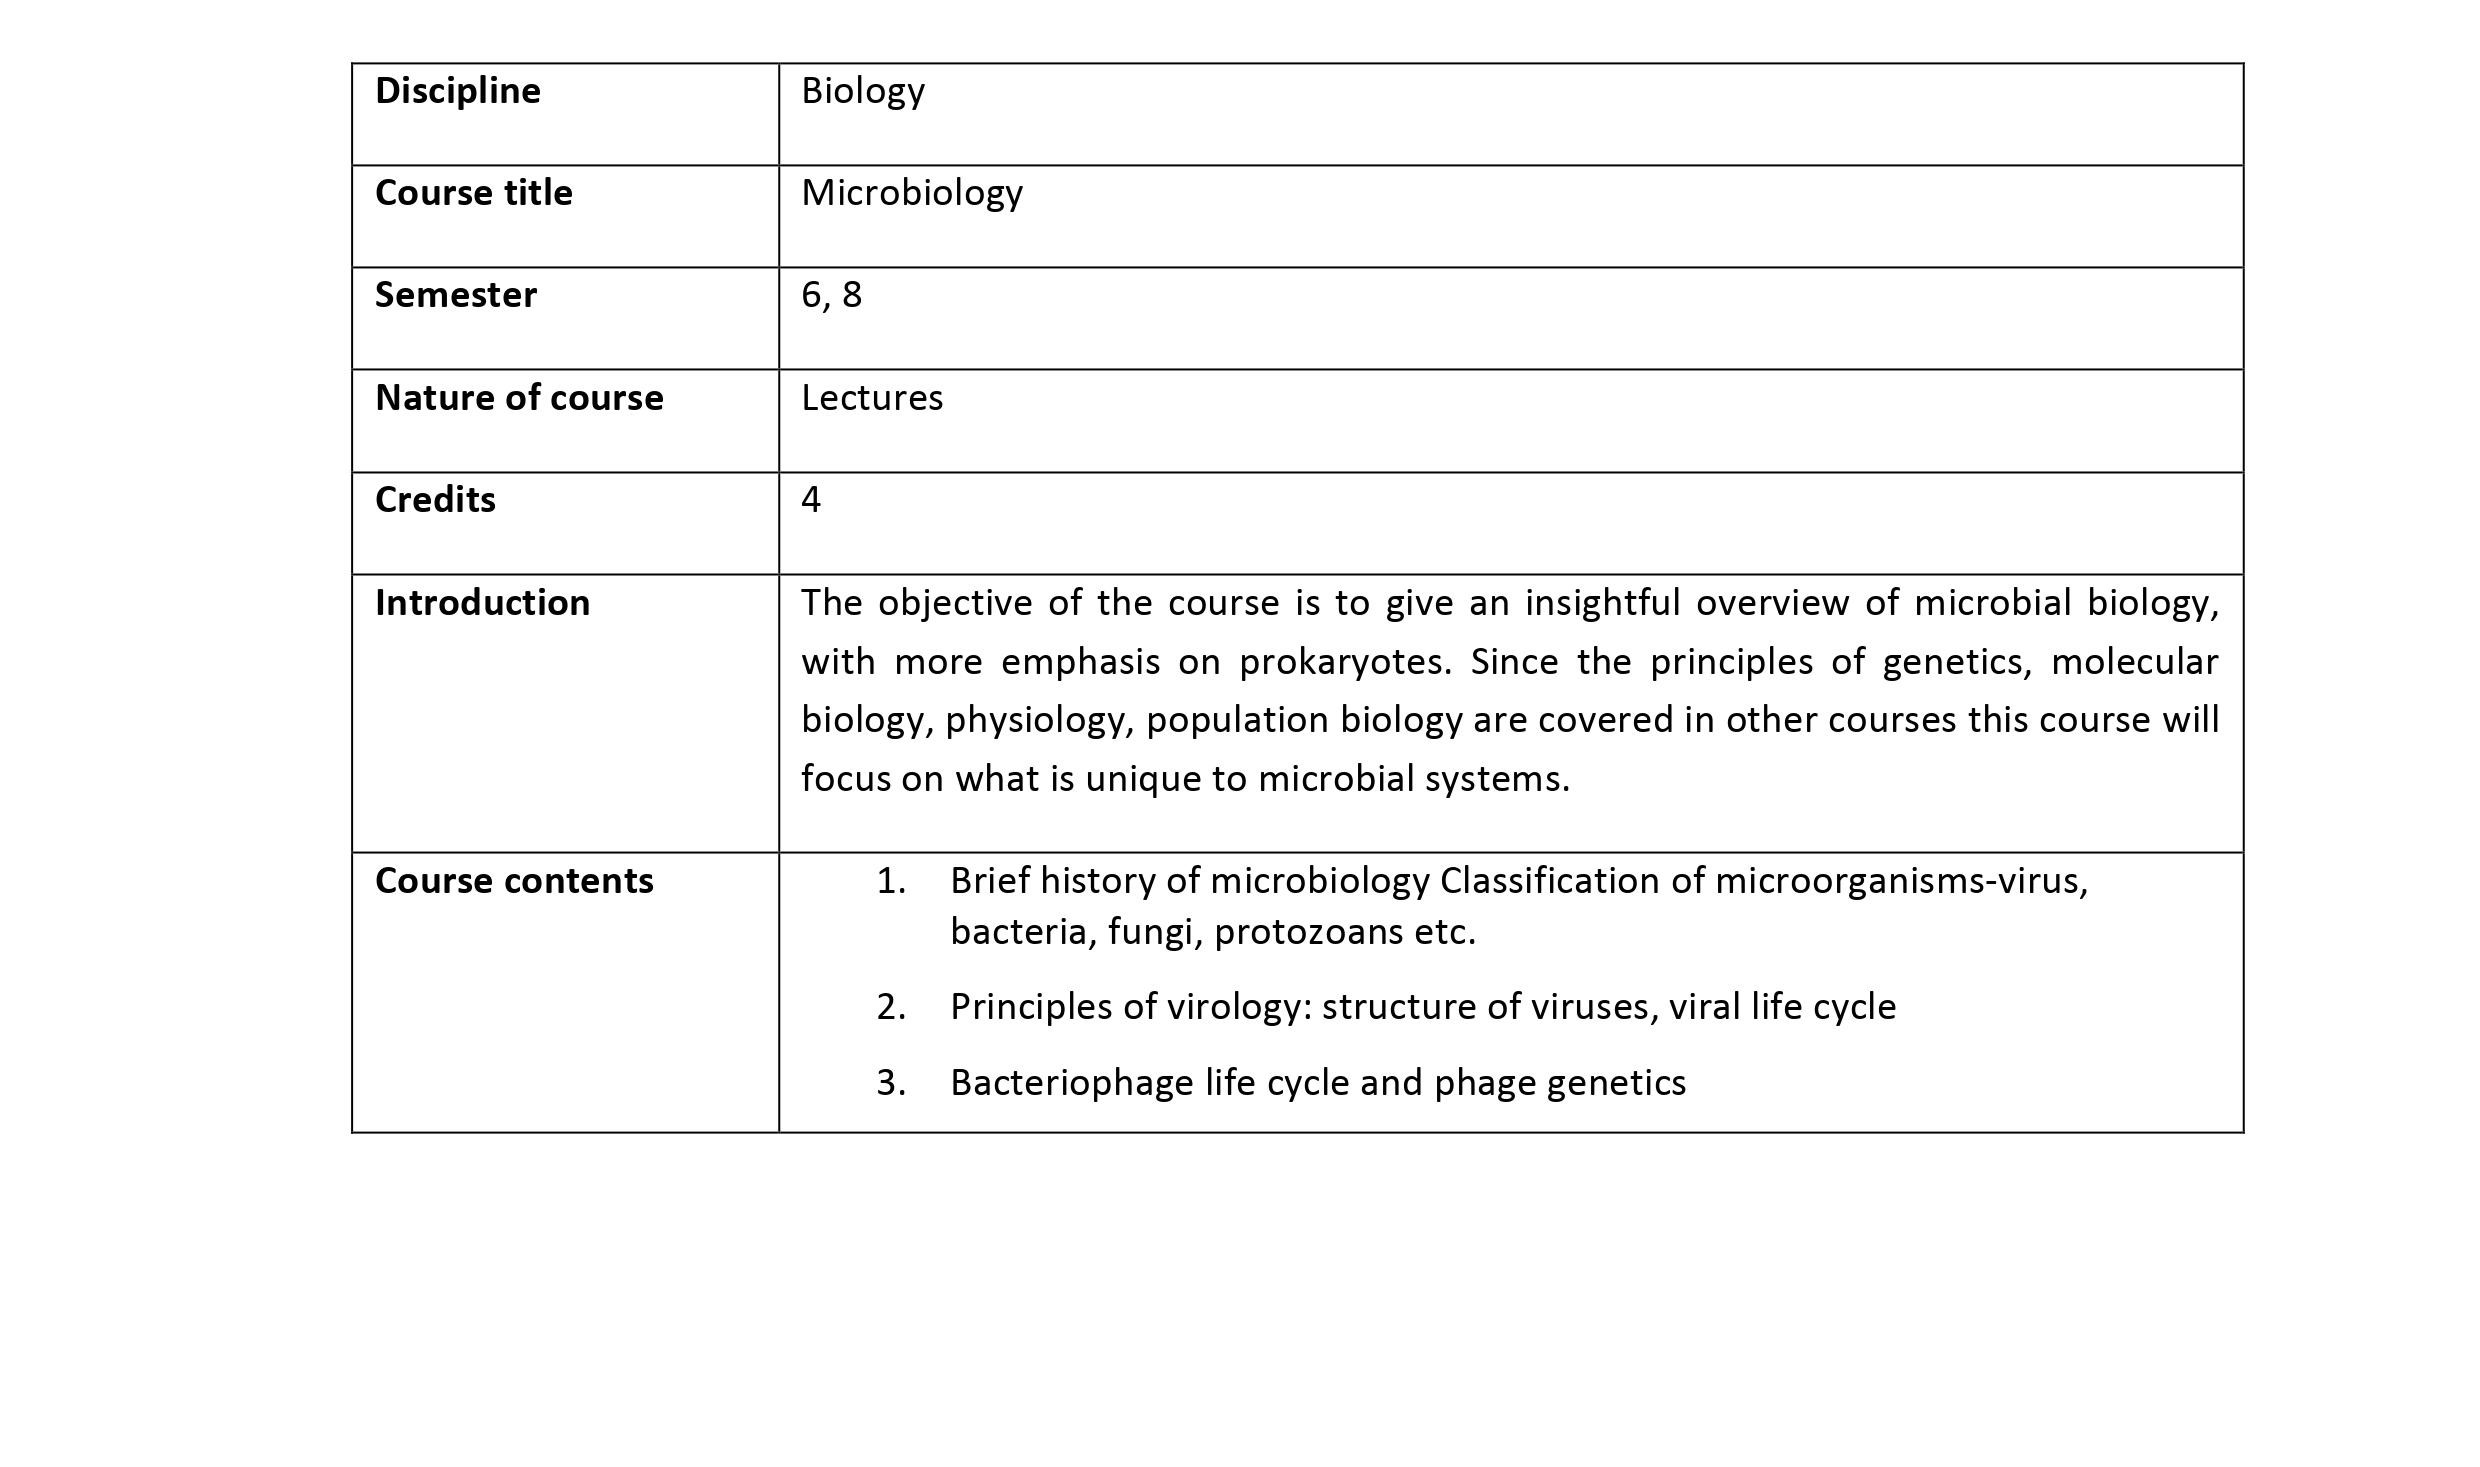 Discipline Biology
Course title Microbiology
Semester 6, 8
Nature of course Lectures
Credits 4
Introduction The objective of the course is to give an insightful overview of microbial biology,
with more emphasis on prokaryotes. Since the principles of genetics, molecular
biology, physiology, population biology are covered in other courses this course will
focus on what is unique to microbial systems.
Course contents 1. Brief history of microbiology Classification of microorganisms-virus,
bacteria, fungi, protozoans etc.
2. Principles of virology: structure of viruses, viral life cycle
3. Bacteriophage life cycle and phage genetics